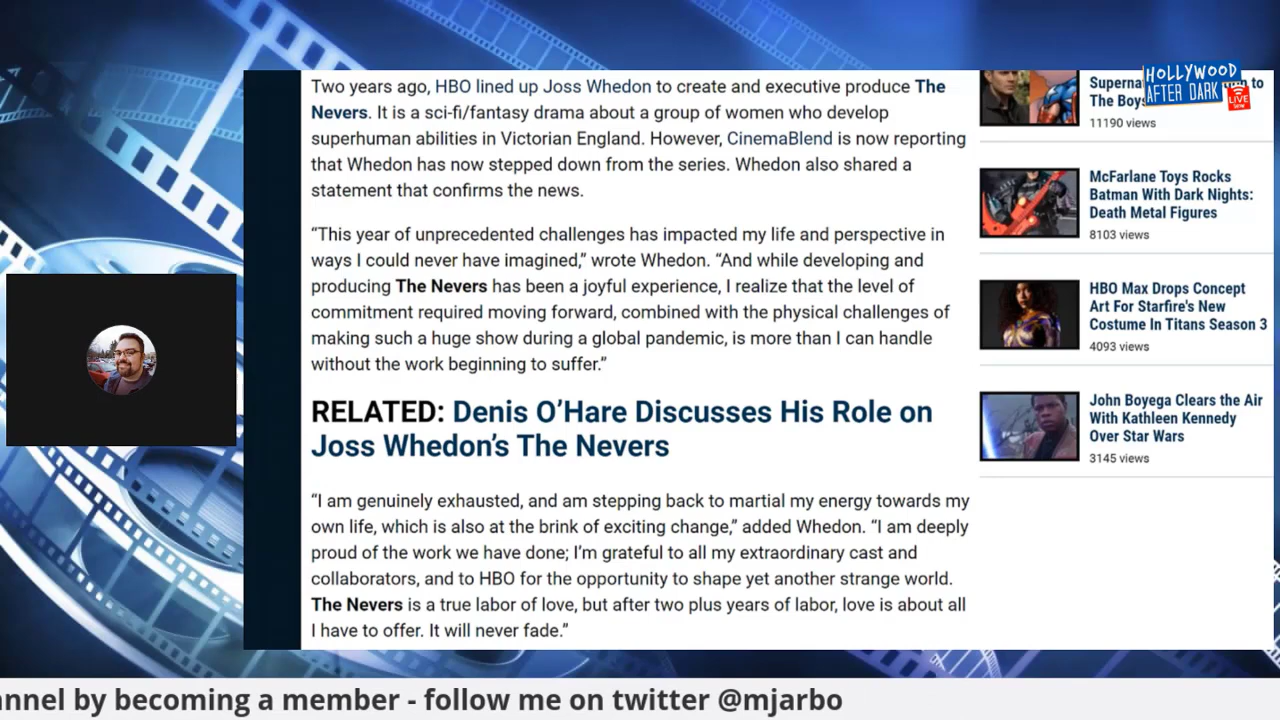 Two years ago, HBO lined up Joss Whedon to create and executive produce The
Nevers. It is a sci-fi/fantasy drama about a group of women who develop
superhuman abilities in Victorian England. However, CinemaBlend is now reporting
that Whedon has now stepped down from the series. Whedon also shared a
statement that confirms the news.
“This year of unprecedented challenges has impacted my life and perspective in
ways I could never have imagined,” wrote Whedon. “And while developing and
producing The Nevers has been a joyful experience, I realize that the level of
commitment required moving forward, combined with the physical challenges of
making such a huge show during a global pandemic, is more than I can handle
without the work beginning to suffer.”
RELATED: Denis O’Hare Discusses His Role on
Joss Whedon’s The Nevers
“I am genuinely exhausted, and am stepping back to martial my energy towards my
own life, which is also at the brink of exciting change,” added Whedon. “I am deeply
proud of the work we have done; I’m grateful to all my extraordinary cast and
collaborators, and to HBO for the opportunity to shape yet another strange world.
The Nevers is a true labor of love, but after two plus years of labor, love is about all
I have to offer. It will never fade.”
HOLLYWOOD
AFTER DARK
LIVE
to
The Boys
11190 views
McFarlane Toys Rocks
Batman With Dark Nights:
Death Metal Figures
8103 views
HBO Max Drops Concept
Art For Starfire's New
Costume In Titans Season 3
4093 views
John Boyega Clears the Air
With Kathleen Kennedy
Over Star Wars
3145 views
annel by becoming a member - follow me on twitter @mjarbo